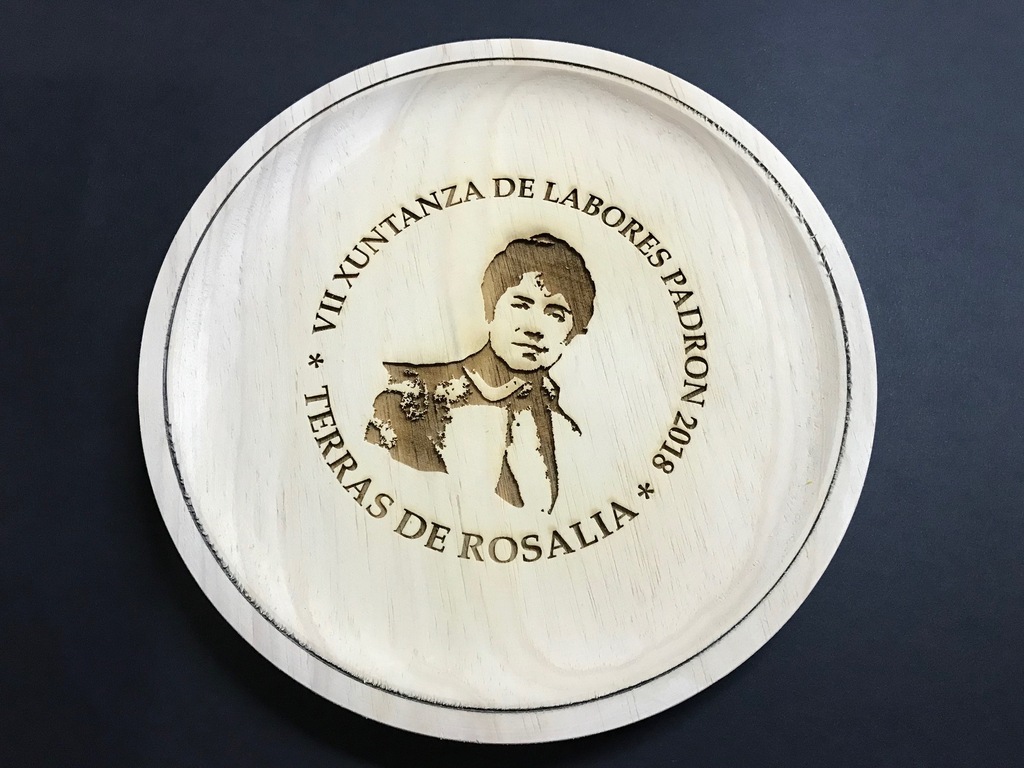 VII XUNTANZA DE LABORES PADRON 2018
* TERRAS DE ROSALIA *